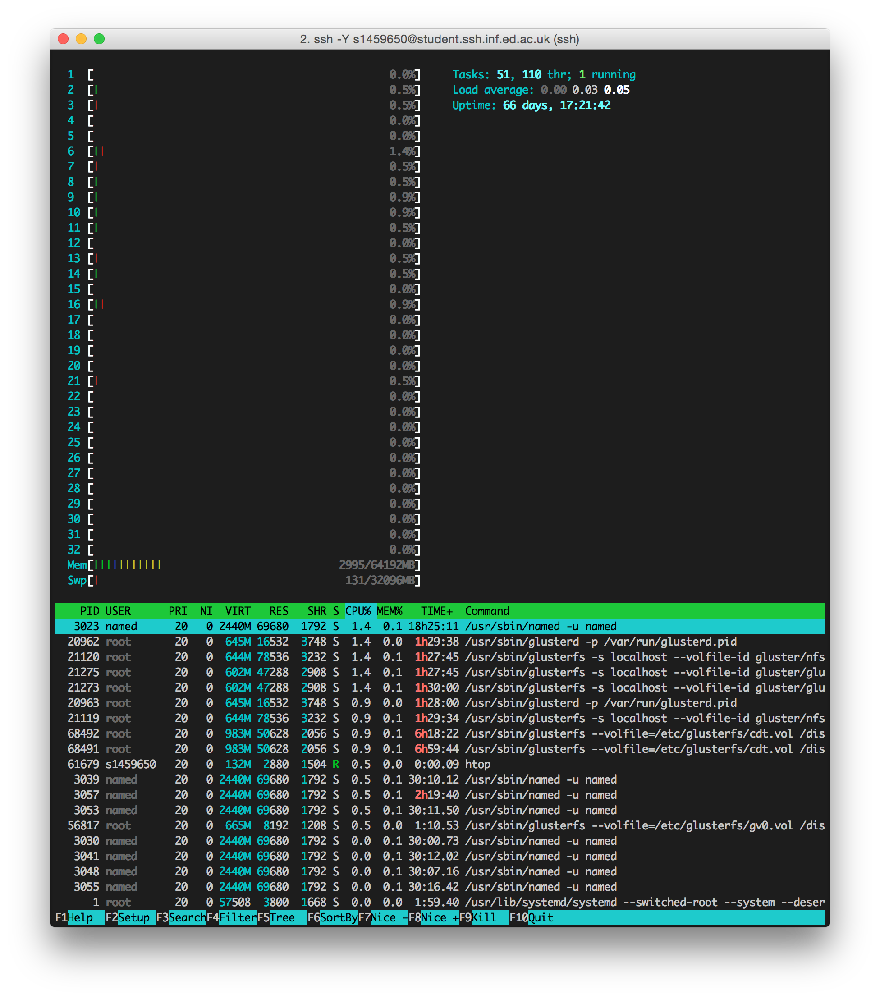 2. ssh -Y s1459650@student.ssh.inf.ed.ac.uk (ssh)
1 [ 0.0%] Tasks: 51, 110 thr; 1 running
2 [| 0.5%] Load average: 0.00 0.03 0.05
3 [| 0.5%] Uptime: 66 days, 17:21:42
4 [ 0.0%]
5 [ 0.0%]
6 [|| 1.4%]
7 [| 0.5%]
8 [| 0.5%]
9 [| 0.9%]
10 [| 0.9%]
11 [| 0.5%]
12 [ 0.0%]
13 [| 0.5%]
14 [| 0.5%]
15 [ 0.0%]
16 [|| 0.9%]
17 [ 0.0%]
18 [ 0.0%]
19 [ 0.0%]
20 [ 0.0%]
21 [| 0.5%]
22 [ 0.0%]
23 [ 0.0%]
24 [ 0.0%]
25 [ 0.0%]
26 [ 0.0%]
27 [ 0.0%]
28 [ 0.0%]
29 [ 0.0%]
30 [ 0.0%]
31 [ 0.0%]
32 [ 0.0%]
Mem[||||||||||| 2995/64192MB]
Swp[| 131/32096MB]
PID USER PRI NI VIRT RES SHR S CPU% MEM% TIME+ Command
3023 named 20 0 2440M 69680 1792 S 1.4 0.1 18h25:11 /usr/sbin/named -u named
20962 root 20 0 645M 16532 3748 S 1.4 0.0 1h29:38 /usr/sbin/glusterd -p /var/run/glusterd.pid
21120 root 20 0 644M 78536 3232 S 1.4 0.1 1h27:45 /usr/sbin/glusterfs -s localhost --volfile-id gluster/nfs
21275 root 20 0 602M 47288 2908 S 1.4 0.1 1h27:45 /usr/sbin/glusterfs -s localhost --volfile-id gluster/glu
21273 root 20 0 602M 47288 2908 S 1.4 0.1 1h30:00 /usr/sbin/glusterfs -s localhost --volfile-id gluster/glu
20963 root 20 0 645M 16532 3748 S 0.9 0.0 1h28:00 /usr/sbin/glusterd -p /var/run/glusterd.pid
21119 root 20 0 644M 78536 3232 S 0.9 0.1 1h29:34 /usr/sbin/glusterfs -s localhost --volfile-id gluster/nfs
68492 root 20 0 983M 50628 2056 S 0.9 0.1 6h18:22 /usr/sbin/glusterfs --volfile=/etc/glusterfs/cdt.vol /dis
68491 root 20 0 983M 50628 2056 S 0.9 0.1 6h59:44 /usr/sbin/glusterfs --volfile=/etc/glusterfs/cdt.vol /dis
61679 s1459650 20 0 132M 2880 1504 R 0.5 0.0 0:00.09 htop
3039 named 20 0 2440M 69680 1792 S 0.5 0.1 30:10.12 /usr/sbin/named -u named
3057 named 20 0 2440M 69680 1792 S 0.5 0.1 2h19:40 /usr/sbin/named -u named
3053 named 20 0 2440M 69680 1792 S 0.5 0.1 30:11.50 /usr/sbin/named -u named
56817 root 20 0 665M 8192 1208 S 0.5 0.0 1:10.53 /usr/sbin/glusterfs --volfile=/etc/glusterfs/gv0.vol /dis
3030 named 20 0 2440M 69680 1792 S 0.0 0.1 30:00.73 /usr/sbin/named -u named
3041 named 20 0 2440M 69680 1792 S 0.0 0.1 30:12.02 /usr/sbin/named -u named
3048 named 20 0 2440M 69680 1792 S 0.0 0.1 30:07.16 /usr/sbin/named -u named
3055 named 20 0 2440M 69680 1792 S 0.0 0.1 30:16.42 /usr/sbin/named -u named
1 root 20 0 57508 3800 1668 S 0.0 0.0 1:59.40 /usr/lib/systemd/systemd --switched-root --system --deser
F1Help F2Setup F3SearchF4FilterF5Tree F6SortByF7Nice -F8Nice +F9Kill F10Quit